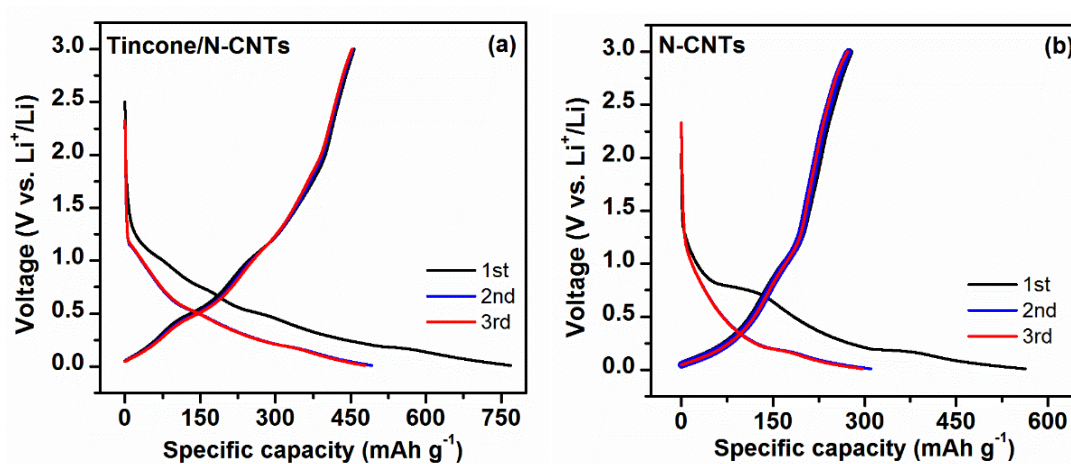 Tincone/N-CNTs (a)
3.0
2.5
2.0
1.5
1.0
0.5
0.0
Voltage (V vs. Li⁺/Li)
1st
2nd
3rd
0 150 300 450 600 750
Specific capacity (mAh g⁻¹)
N-CNTs (b)
3.0
2.5
2.0
1.5
1.0
0.5
0.0
Voltage (V vs. Li⁺/Li)
1st
2nd
3rd
0 150 300 450 600
Specific capacity (mAh g⁻¹)